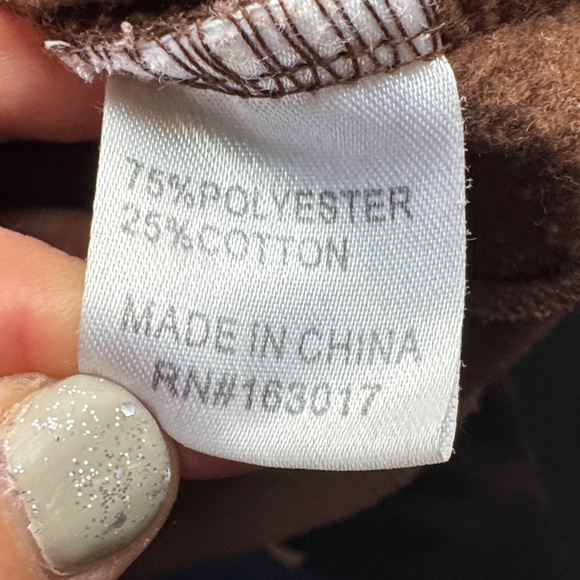 75%POLYESTER
25%COTTON
MADE IN CHINA
RN#163017